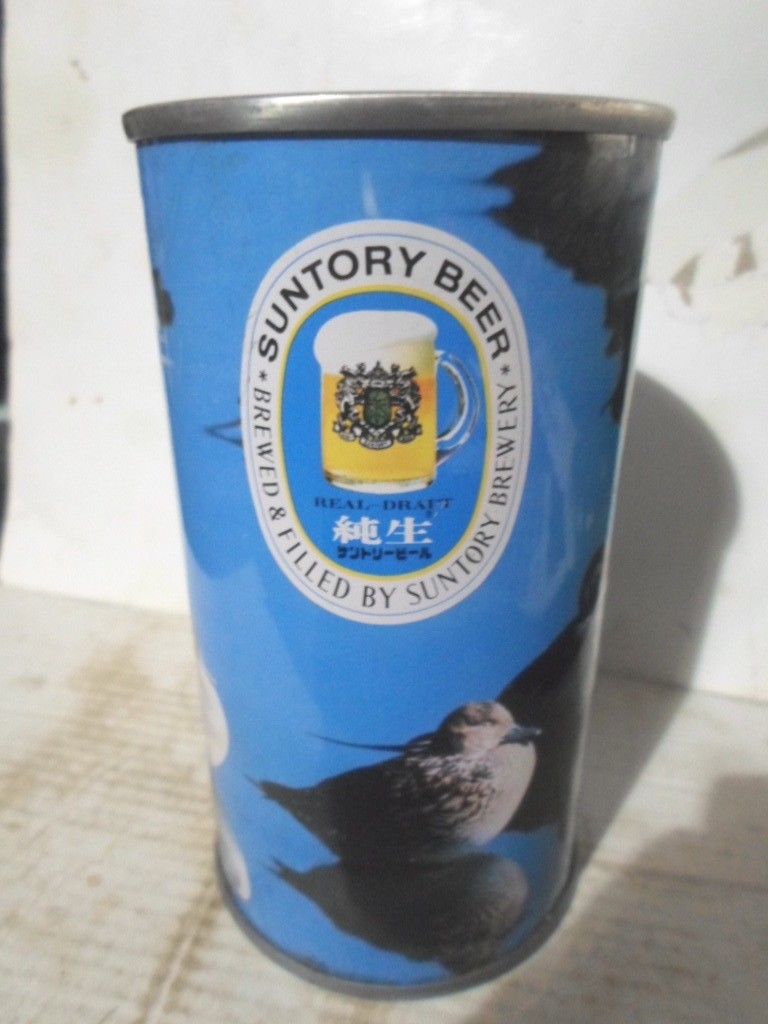 SUNTORY BEER
* BREWED & FILLED BY SUNTORY BREWERY *
REAL-DRAFT
純生
サントリービール